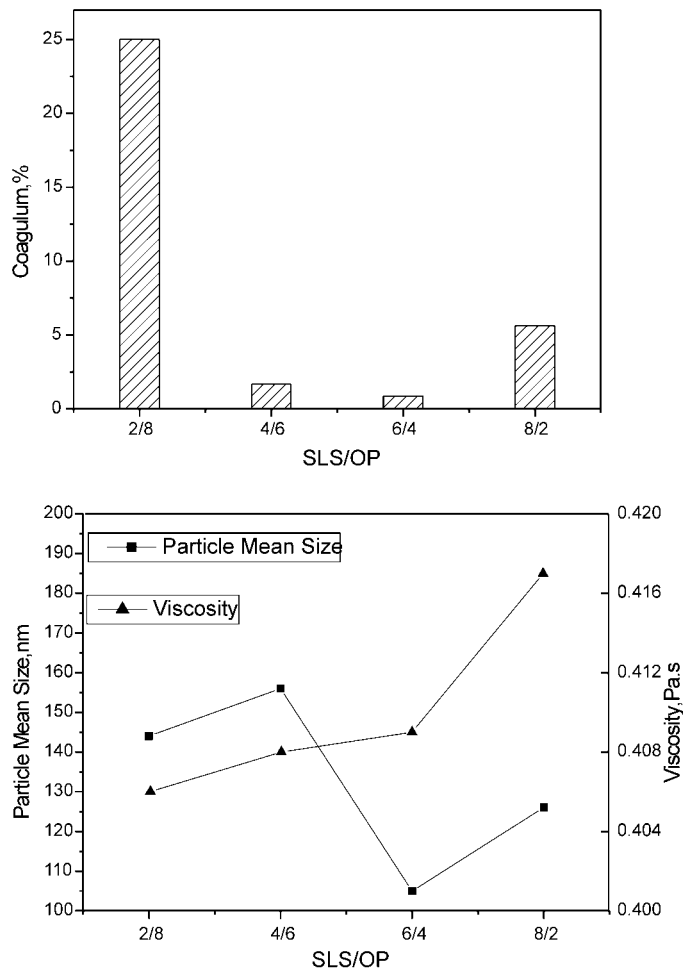 Coagulum,%
25
20
15
10
5
0
2/8 4/6 6/4 8/2
SLS/OP
Particle Mean Size,nm
200
190
180
170
160
150
140
130
120
110
100
Particle Mean Size
Viscosity
0.420
0.416
0.412
0.408
0.404
0.400
Viscosity,Pa.s
2/8 4/6 6/4 8/2
SLS/OP